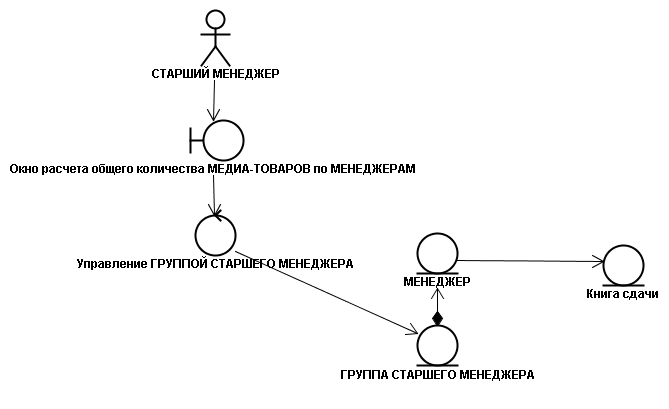 СТАРШИЙ МЕНЕДЖЕР
Окно расчета общего количества МЕДИА-ТОВАРОВ по МЕНЕДЖЕРАМ
Управление ГРУППОЙ СТАРШЕГО МЕНЕДЖЕРА
МЕНЕДЖЕР
Книга сдачи
ГРУППА СТАРШЕГО МЕНЕДЖЕРА